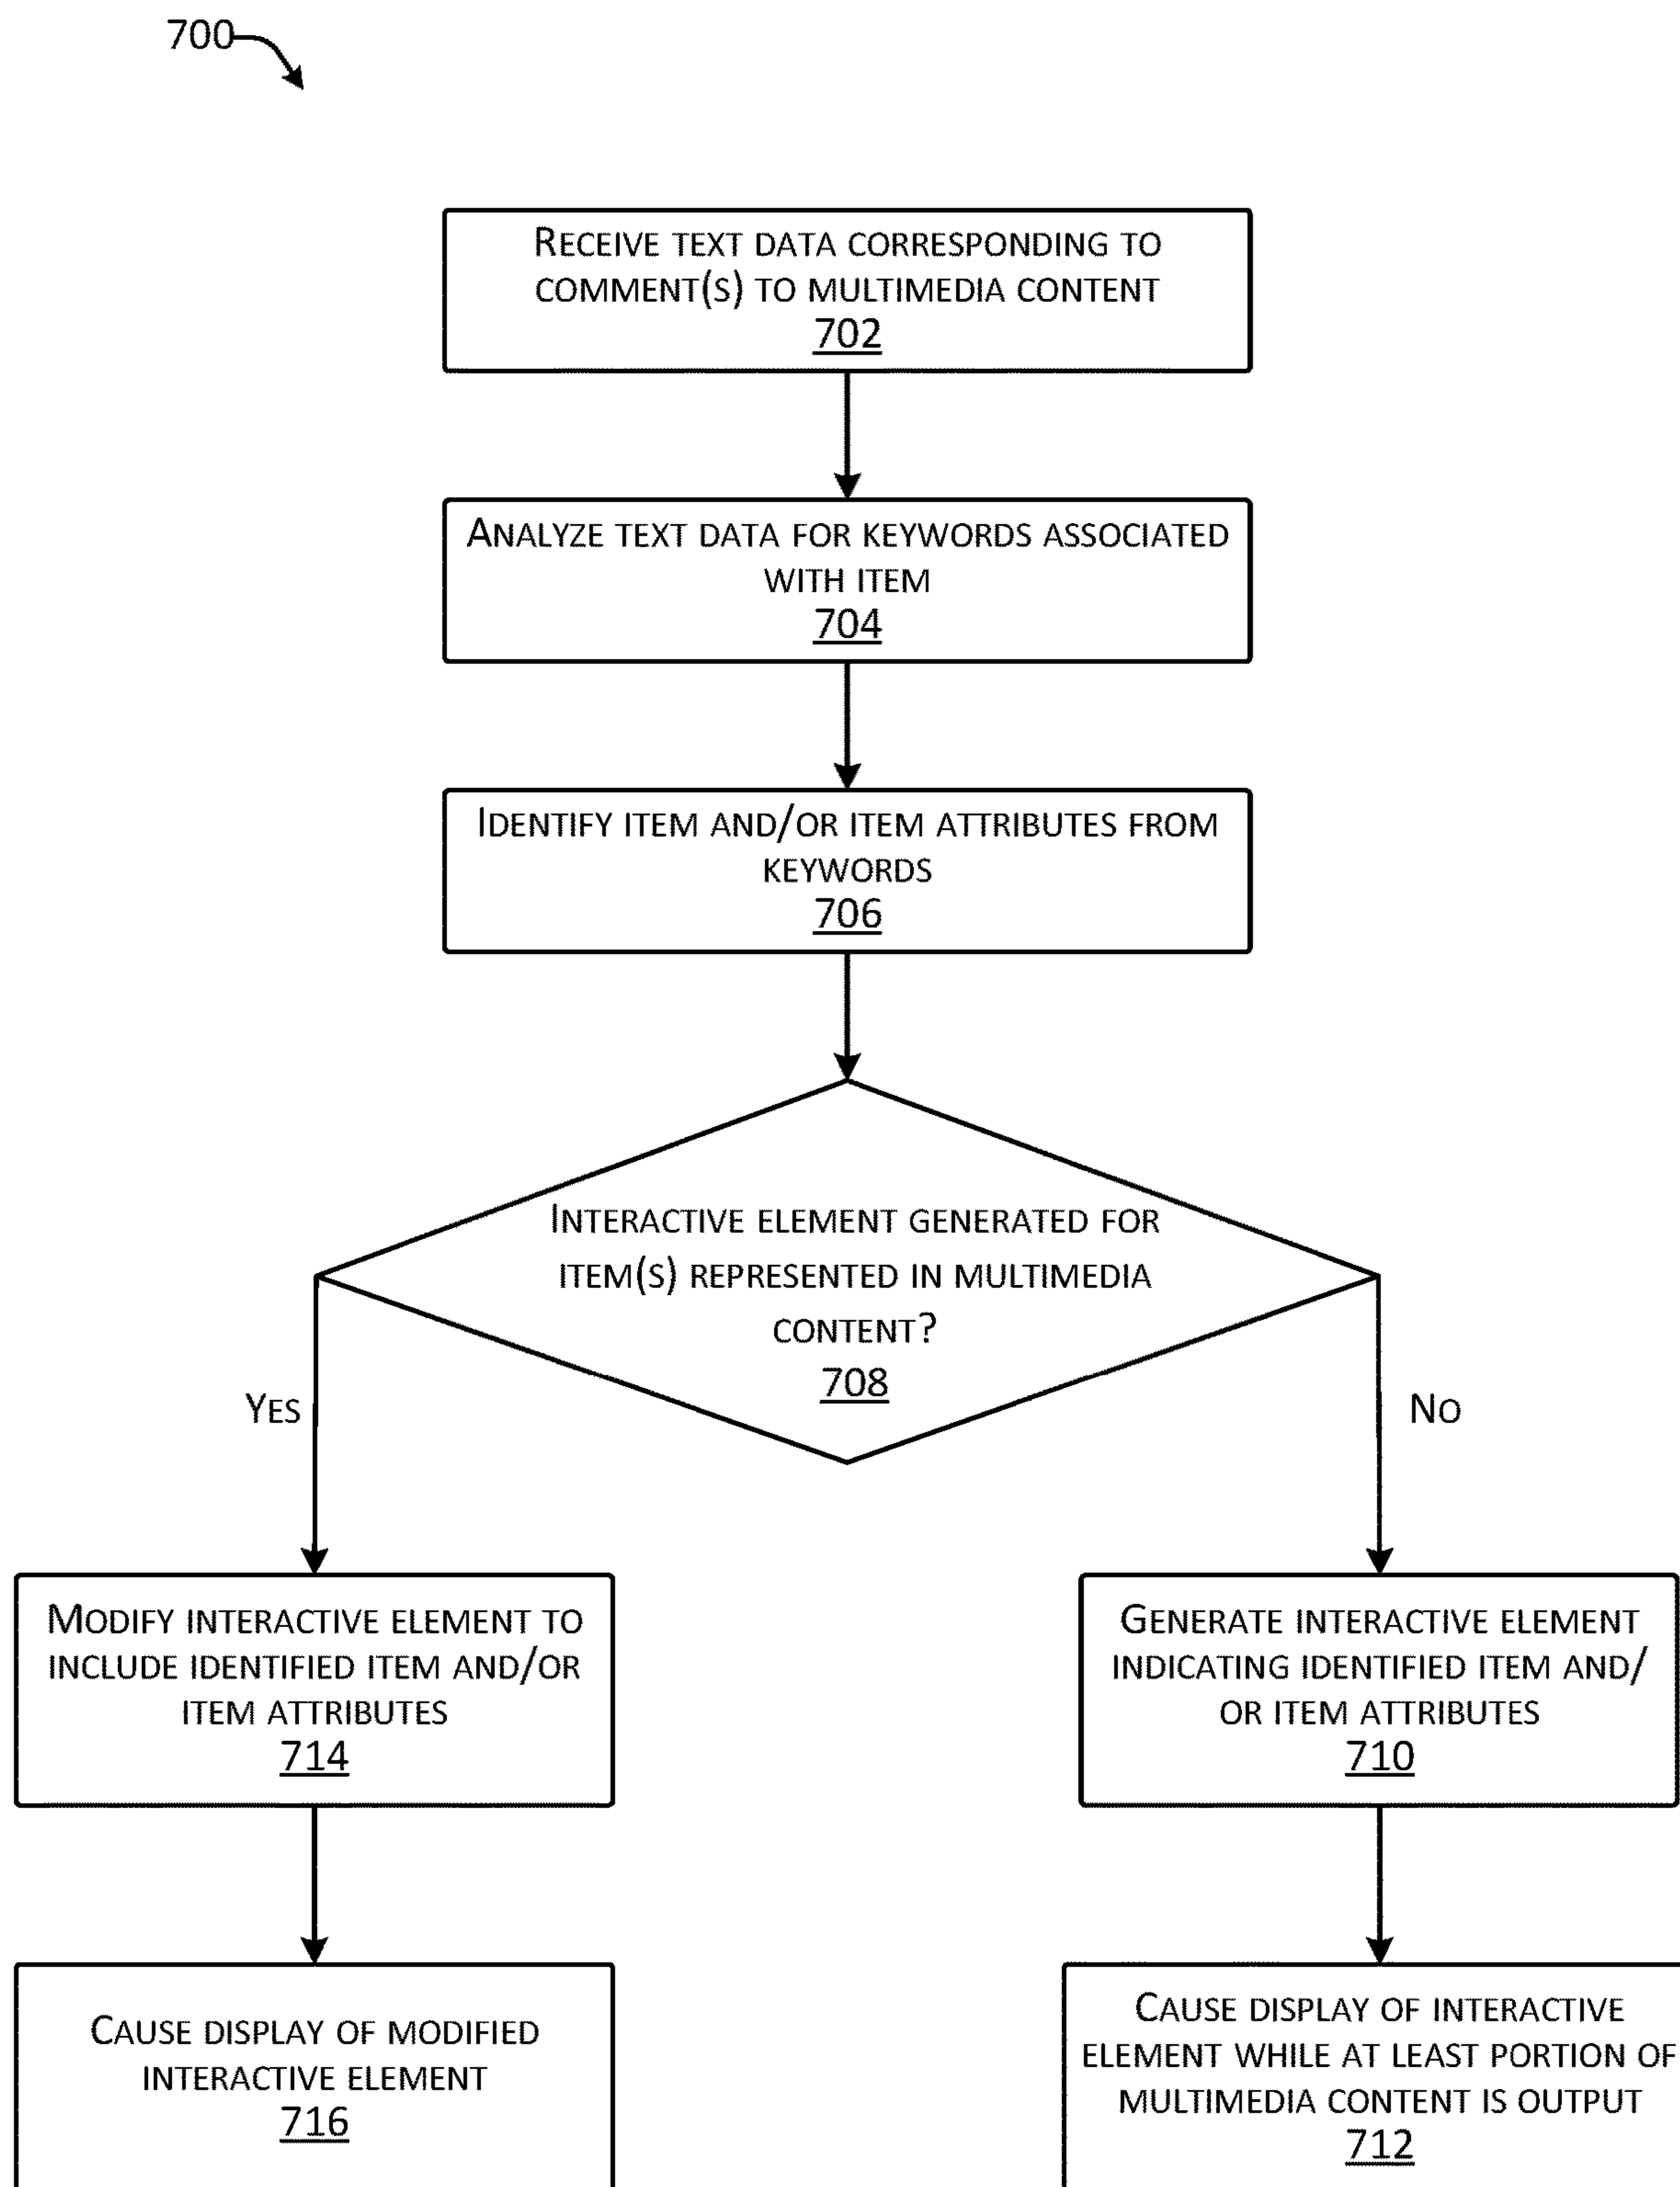 700
RECEIVE TEXT DATA CORRESPONDING TO
COMMENT(S) TO MULTIMEDIA CONTENT
702
ANALYZE TEXT DATA FOR KEYWORDS ASSOCIATED
WITH ITEM
704
IDENTIFY ITEM AND/OR ITEM ATTRIBUTES FROM
KEYWORDS
706
INTERACTIVE ELEMENT GENERATED FOR
ITEM(S) REPRESENTED IN MULTIMEDIA
CONTENT?
708
YES
NO
MODIFY INTERACTIVE ELEMENT TO
INCLUDE IDENTIFIED ITEM AND/OR
ITEM ATTRIBUTES
714
GENERATE INTERACTIVE ELEMENT
INDICATING IDENTIFIED ITEM AND/
OR ITEM ATTRIBUTES
710
CAUSE DISPLAY OF MODIFIED
INTERACTIVE ELEMENT
716
CAUSE DISPLAY OF INTERACTIVE
ELEMENT WHILE AT LEAST PORTION OF
MULTIMEDIA CONTENT IS OUTPUT
712